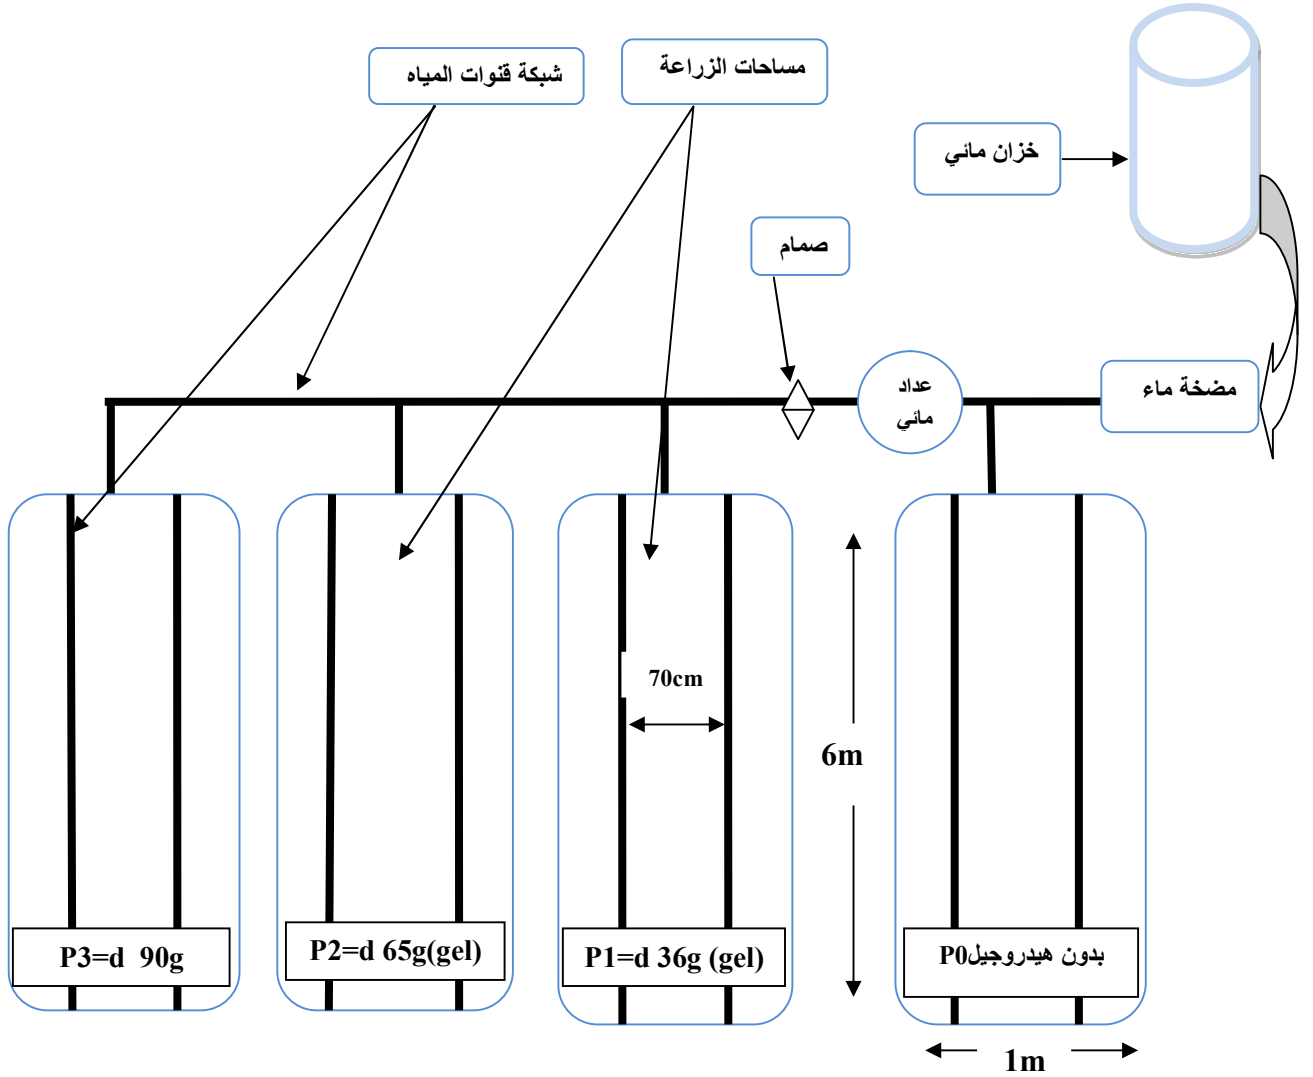 مساحات الزراعة
شبكة قنوات المياه
خزان مائي
صمام
مضخة ماء
عداد
مائي
70cm
6m
بدون هيدروجيلP0
P1=d 36g (gel)
P2=d 65g(gel)
P3=d 90g
1m